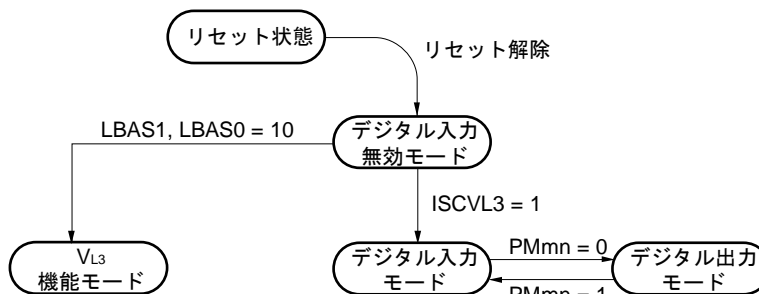 リセット状態
リセット解除
LBAS1, LBAS0 = 10
デジタル入力
無効モード
ISCVL3 = 1
VL3
機能モード
デジタル入力
モード
PMmn = 0
デジタル出力
モード
PMmn = 1